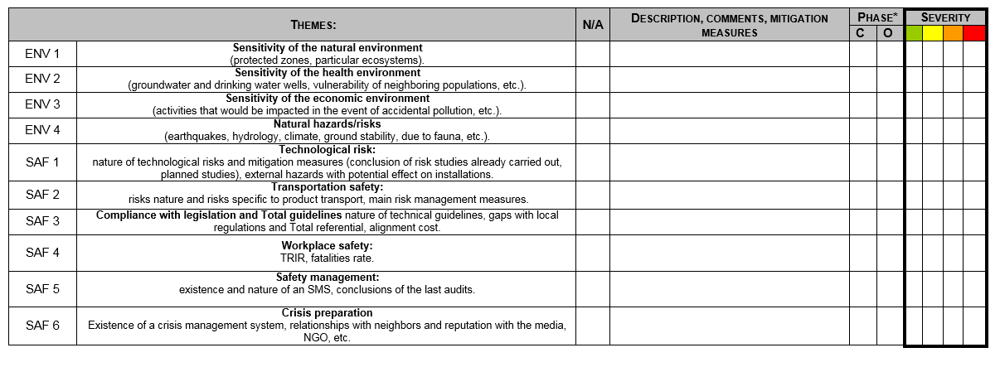 THEMES:
N/A
DESCRIPTION, COMMENTS, MITIGATION
MEASURES
PHASE*
SEVERITY
C
O
ENV 1
Sensitivity of the natural environment
(protected zones, particular ecosystems).
ENV 2
Sensitivity of the health environment
(groundwater and drinking water wells, vulnerability of neighboring populations, etc.).
ENV 3
Sensitivity of the economic environment
(activities that would be impacted in the event of accidental pollution, etc.).
ENV 4
Natural hazards/risks
(earthquakes, hydrology, climate, ground stability, due to fauna, etc.).
SAF 1
Technological risk:
nature of technological risks and mitigation measures (conclusion of risk studies already carried out,
planned studies), external hazards with potential effect on installations.
SAF 2
Transportation safety:
risks nature and risks specific to product transport, main risk management measures.
SAF 3
Compliance with legislation and Total guidelines nature of technical guidelines, gaps with local
regulations and Total referential, alignment cost.
SAF 4
Workplace safety:
TRIR, fatalities rate.
SAF 5
Safety management:
existence and nature of an SMS, conclusions of the last audits.
SAF 6
Crisis preparation
Existence of a crisis management system, relationships with neighbors and reputation with the media,
NGO, etc.